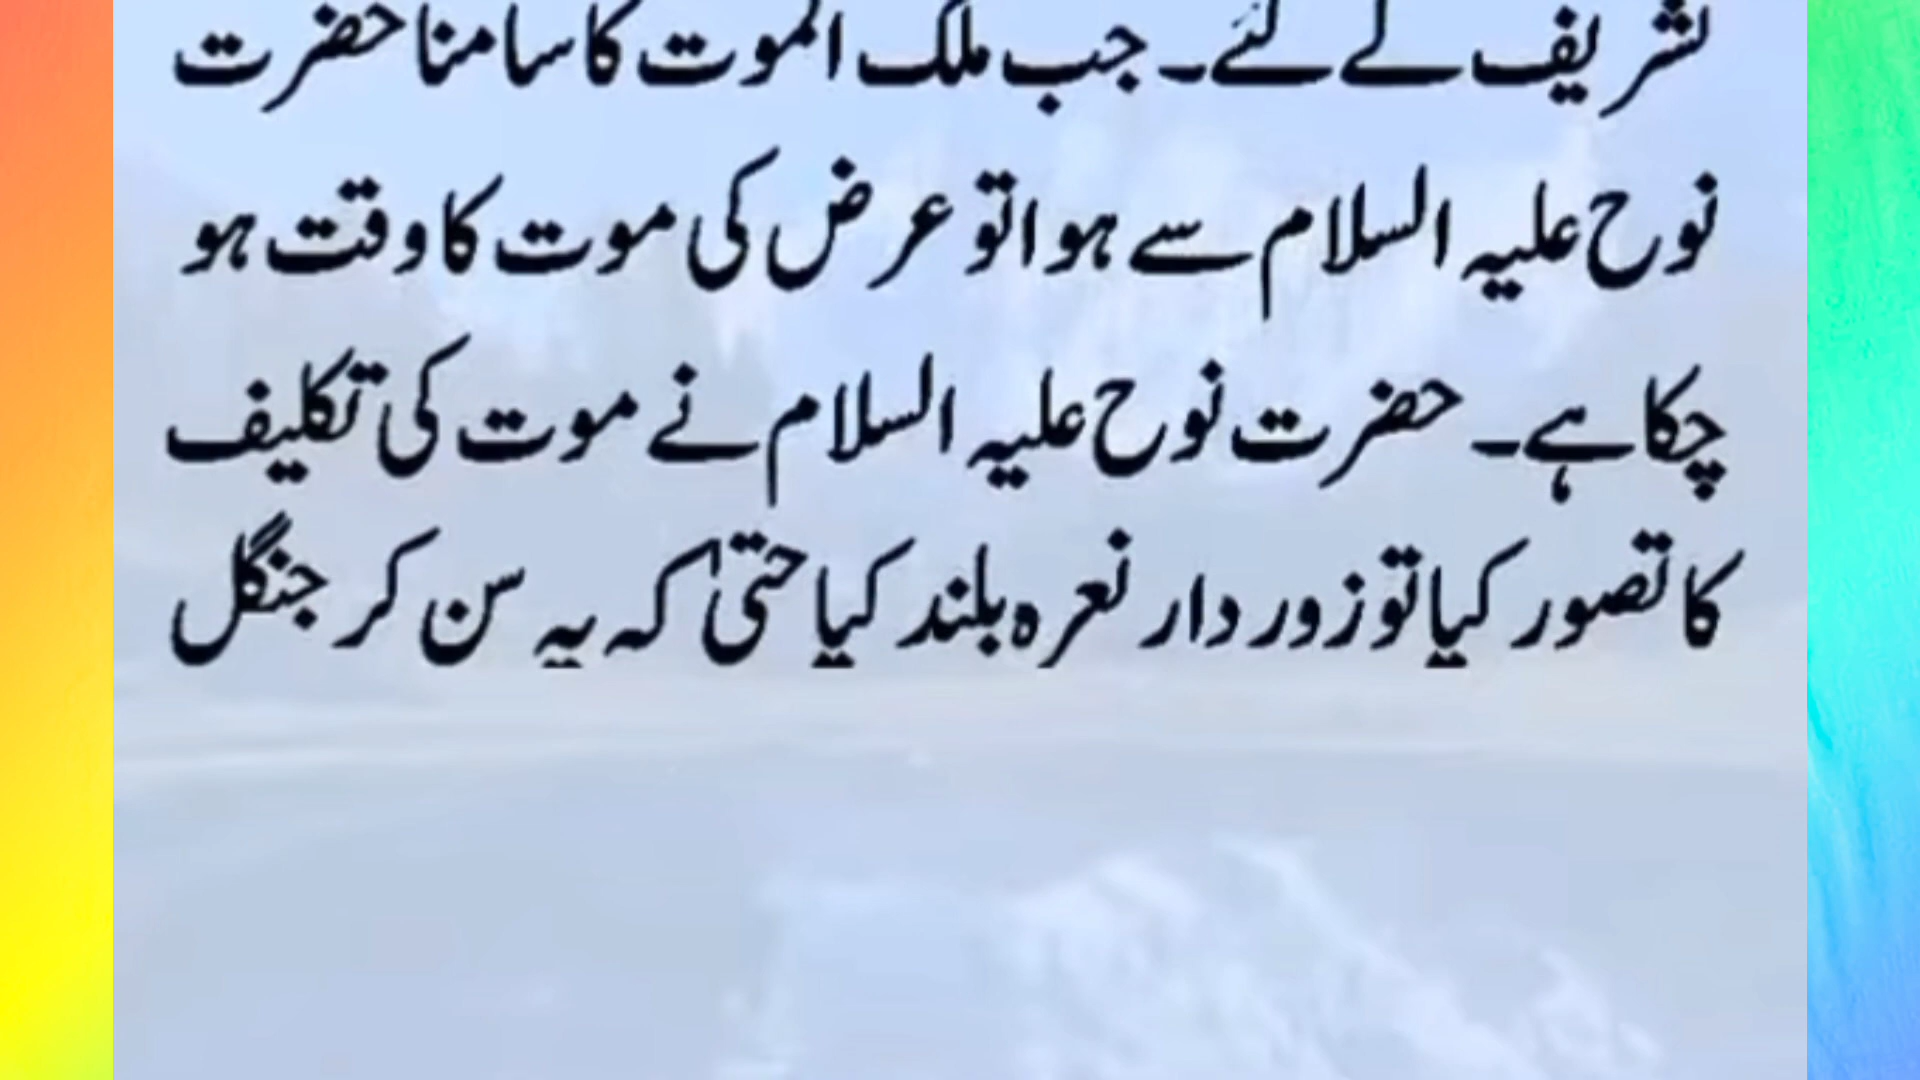 تشریف لے گئے۔ جب ملک الموت کا سامنا حضرت
نوح علیہ السلام سے ہوا تو عرض کی موت کا وقت ہو
چکا ہے۔ حضرت نوح علیہ السلام نے موت کی تکلیف
کا تصور کیا تو زور دار نعرہ بلند کیا حتیٰ کہ یہ سن کر جنگل